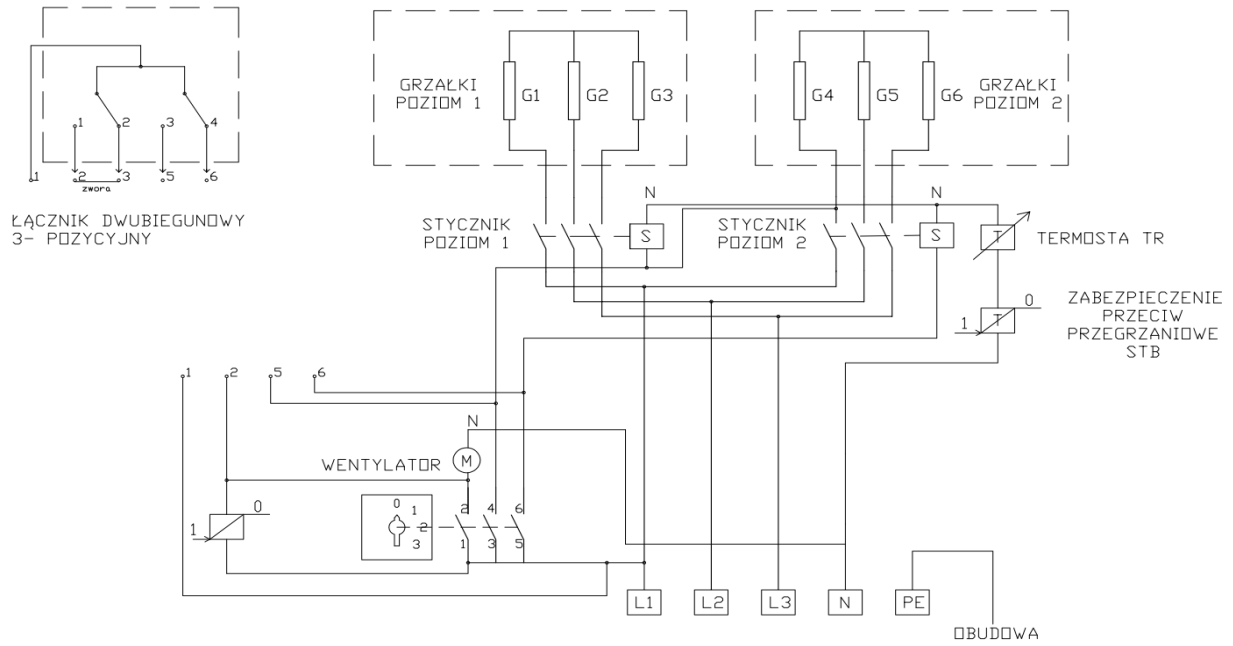 GRZAŁKI
POZIOM 1
G1
G2
G3
G4
G5
G6
GRZAŁKI
POZIOM 2
1
2
3
4
1
2
3
5
6
zwora
ŁĄCZNIK DWUBIEGUNOWY
3- POZYCYJNY
STYCZNIK
POZIOM 1
N
S
STYCZNIK
POZIOM 2
N
S
T
TERMOSTA TR
1
T
0
ZABEZPIECZENIE
PRZECIW
PRZEGRZANIOWE
STB
1
2
5
6
N
WENTYLATOR
M
1
0
0
1
2
3
2
4
6
1
3
5
L1
L2
L3
N
PE
OBUDOWA